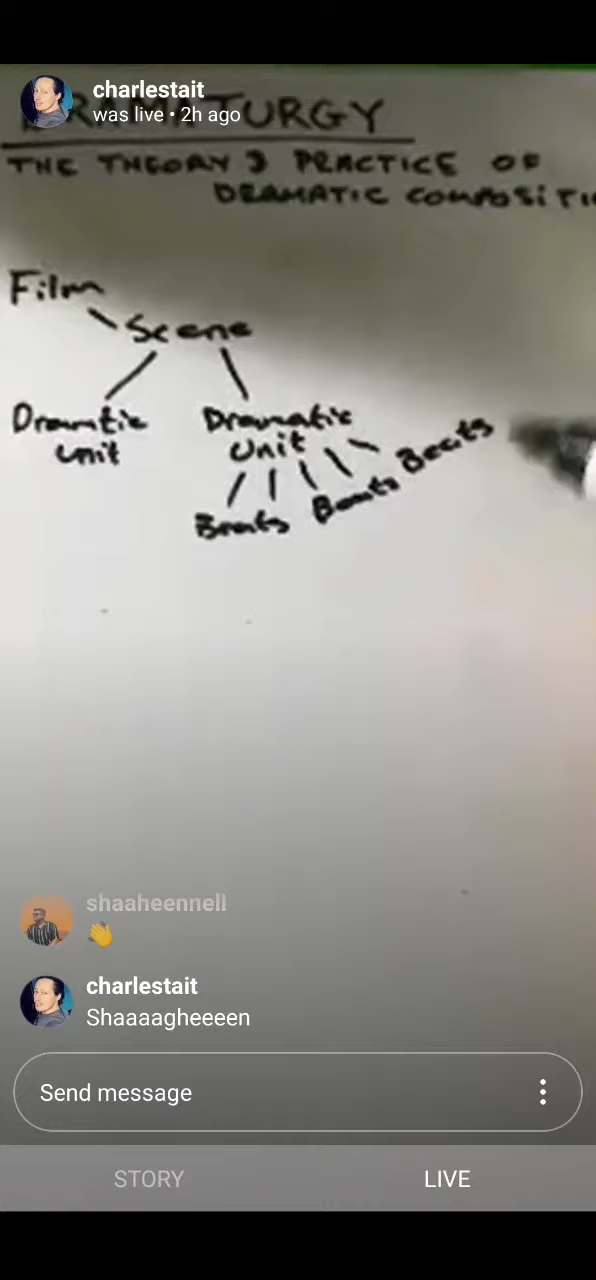 charlestait
was live • 2h ago
DRAMATURGY
THE THEORY & PRACTICE OF
DRAMATIC COMPOSITI
Film
Scene
Dramatic
unit
Dramatic
Unit
Beats
Beats
Beats
shaaheennell
👏
charlestait
Shaaaagheeeen
Send message
STORY
LIVE